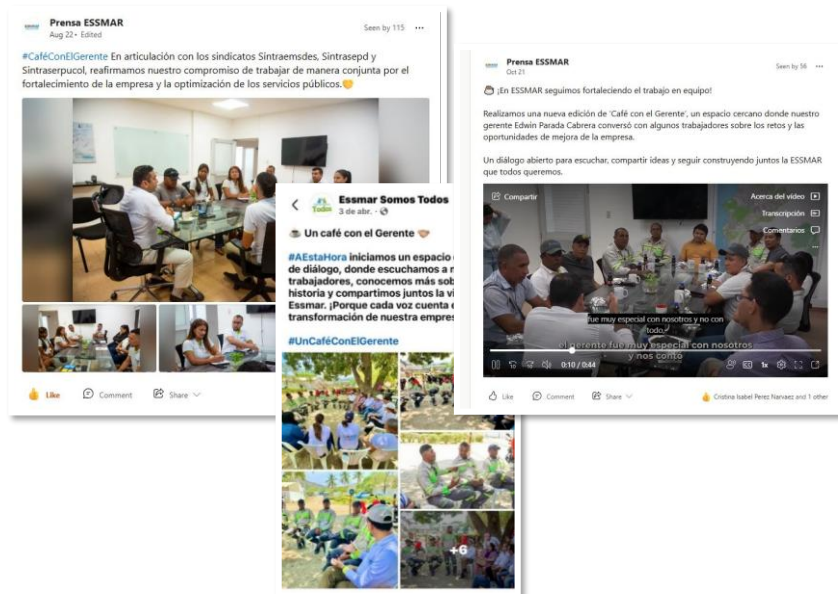 Prensa ESSMAR
Aug 22 • Edited
Seen by 115
#CaféConElGerente En articulación con los sindicatos Sintraemsdes, Sintrasepd y
Sintraserpucol, reafirmamos nuestro compromiso de trabajar de manera conjunta por el
fortalecimiento de la empresa y la optimización de los servicios públicos.
Like
Comment
Share
Essmar Somos Todos
3 de abr.
Todos
Un café con el Gerente
#AEstaHora iniciamos un espacio
de diálogo, donde escuchamos a
trabajadores, conocemos más
historia y compartimos juntos la
Essmar. ¡Porque cada voz cuenta
transformación de nuestra
#UnCaféConElGerente
+6
Prensa ESSMAR
Oct 21
Seen by 56
¡En ESSMAR seguimos fortaleciendo el trabajo en equipo!
Realizamos una nueva edición de 'Café con el Gerente', un espacio cercano donde nuestro
gerente Edwin Parada Cabrera conversó con algunos trabajadores sobre los retos y las
oportunidades de mejora de la empresa.
Un diálogo abierto para escuchar, compartir ideas y seguir construyendo juntos la ESSMAR
que todos queremos.
Compartir
Acerca del vídeo
Transcripción
Comentarios
fue muy especial con nosotros y no con
todo.
el gerente fue muy especial con nosotros
y nos contó
0:10 / 0:44
1x
Like
Comment
Share
Cristina Isabel Perez Narvaez and 1 other